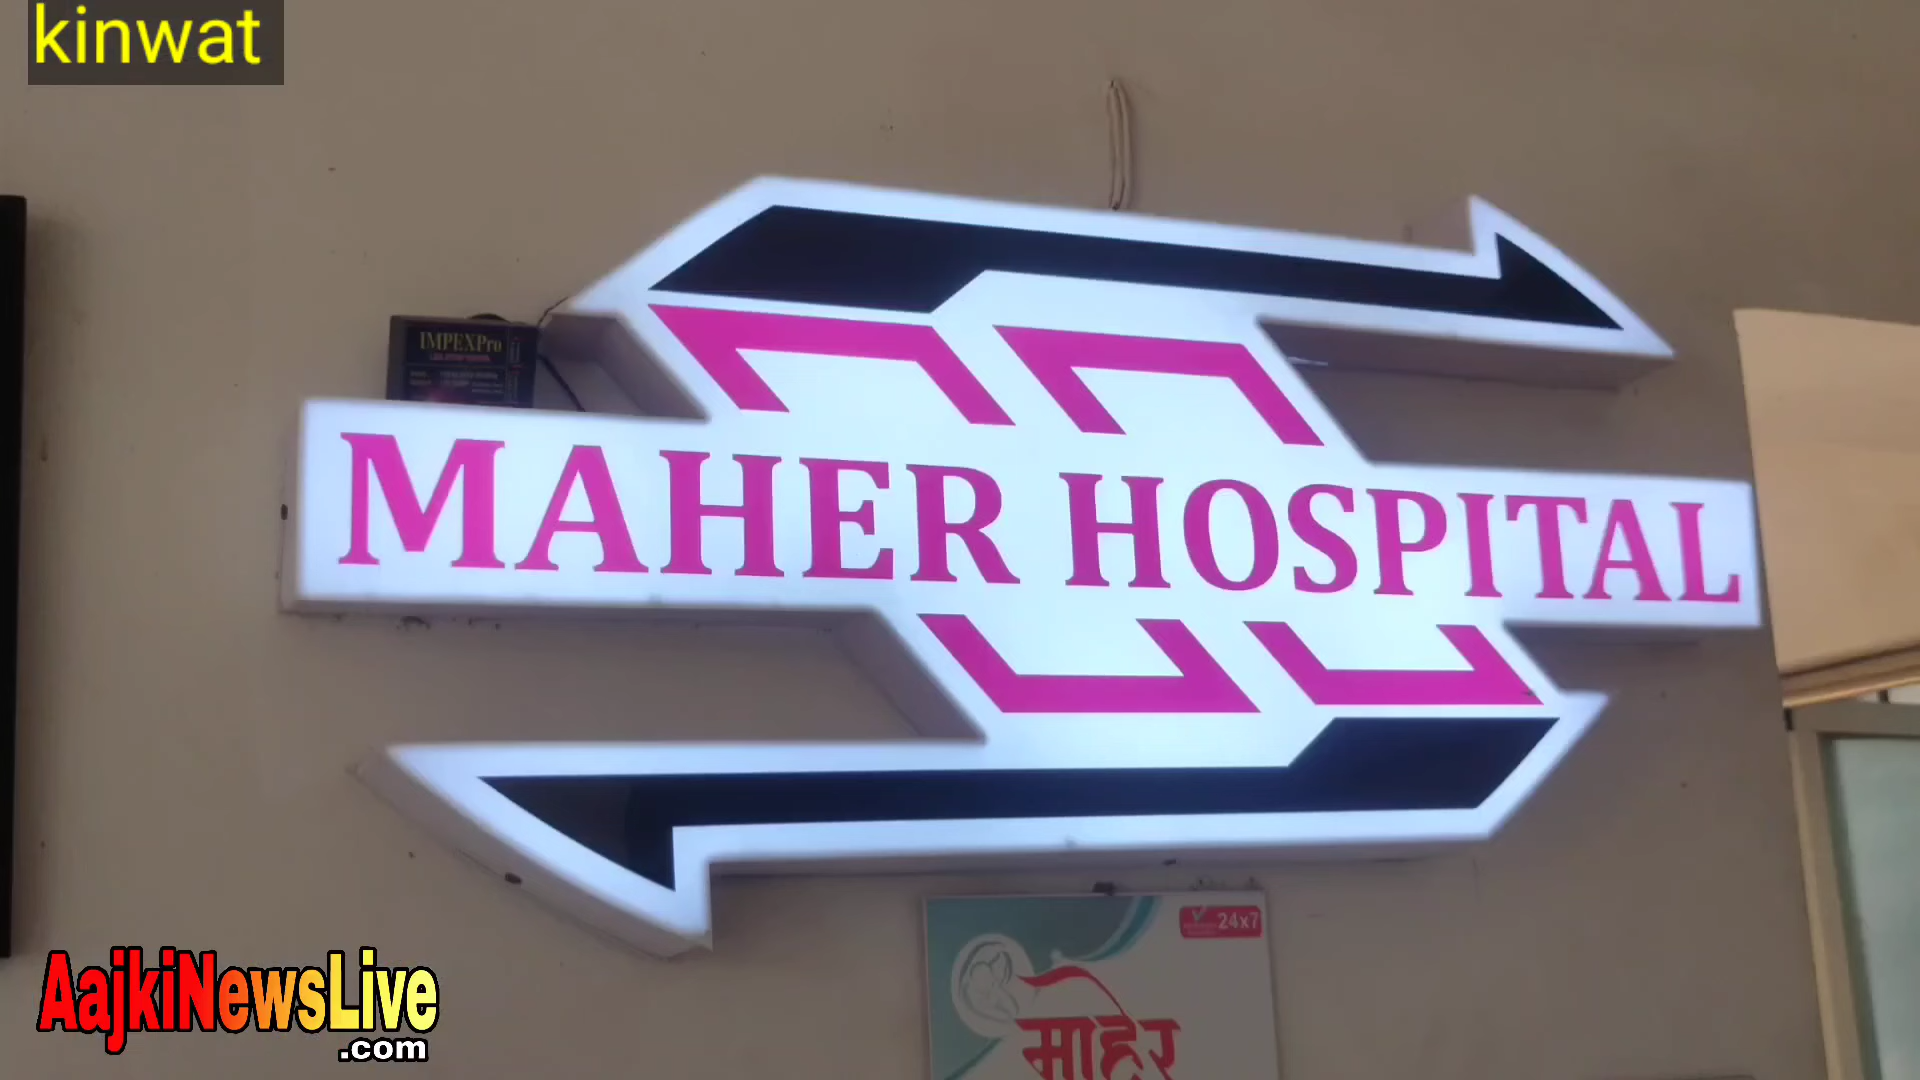 kinwat
IMPEXPro
MAHER HOSPITAL
24x7
माहेर
AajkiNewsLive
.com